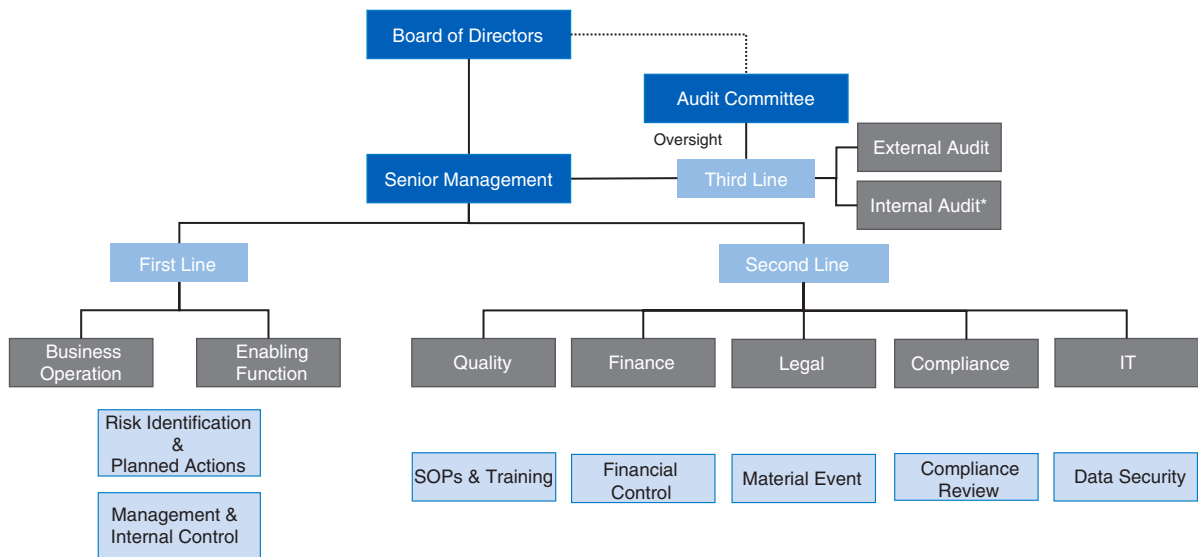 Board of Directors
Audit Committee
Oversight
External Audit
Senior Management
Third Line
Internal Audit*
First Line
Second Line
Business
Operation
Enabling
Function
Quality
Finance
Legal
Compliance
IT
Risk Identification
&
Planned Actions
SOPs & Training
Financial
Control
Material Event
Compliance
Review
Data Security
Management &
Internal Control